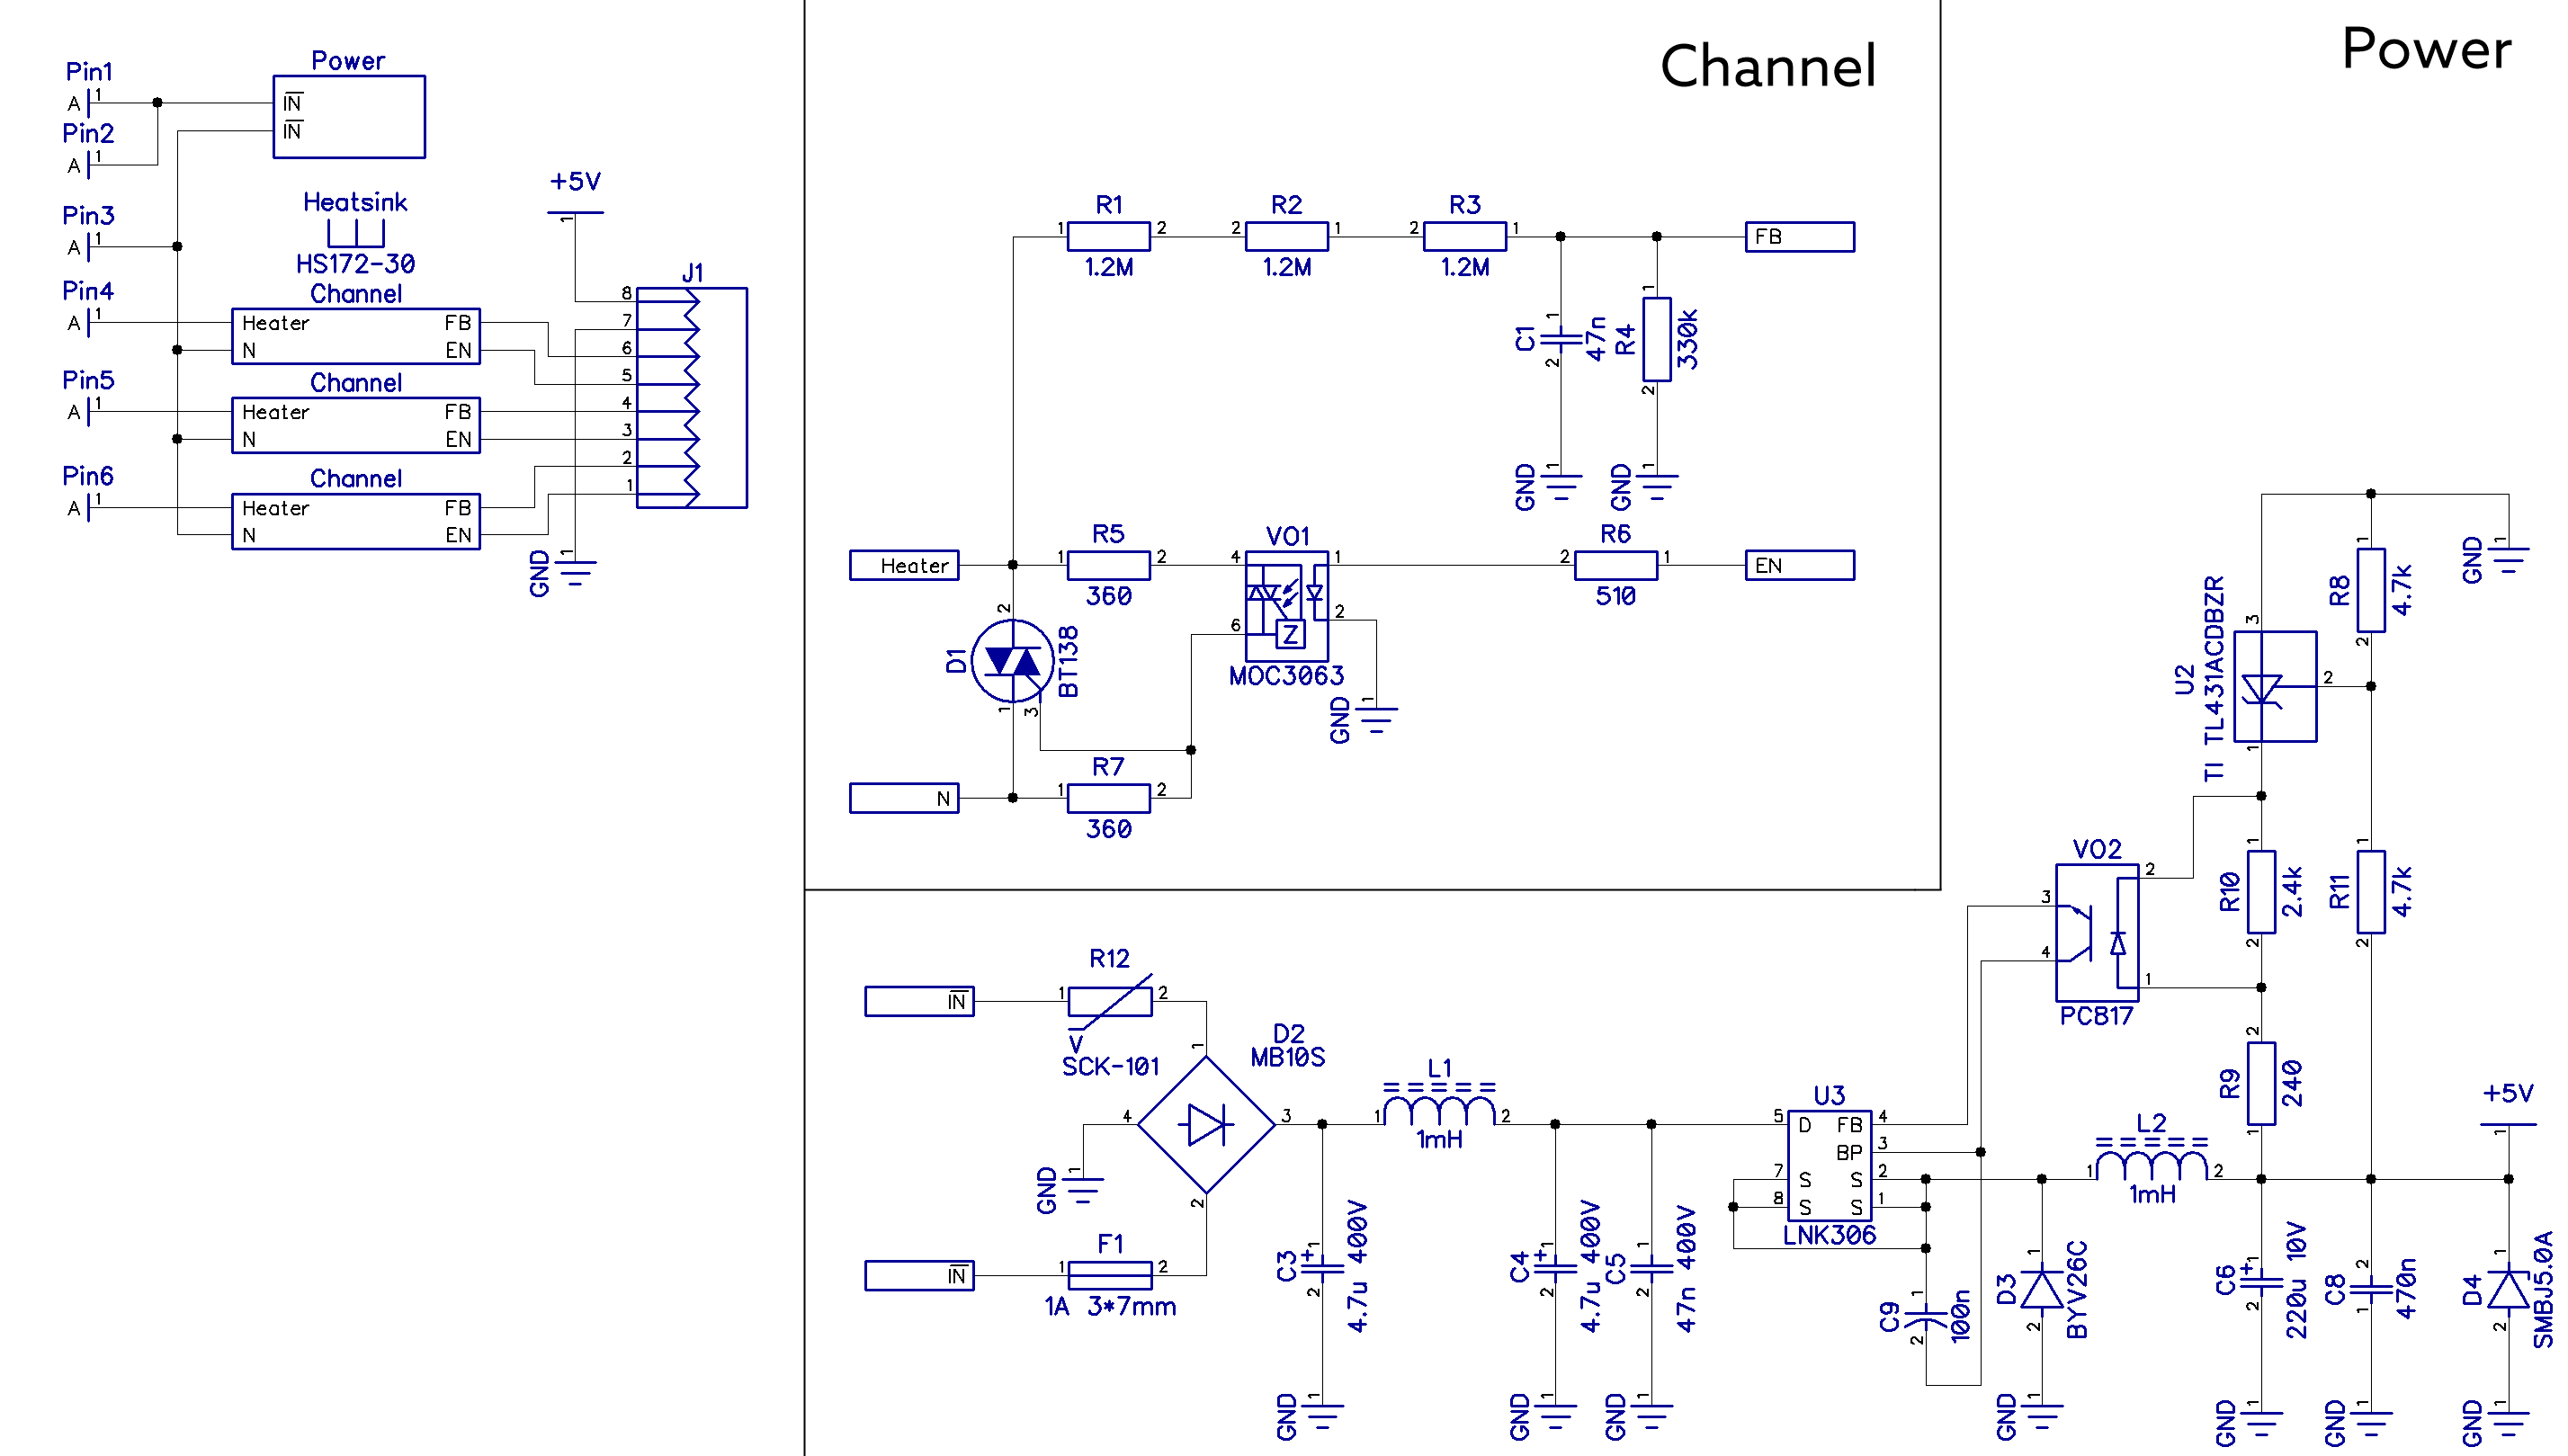 Channel
Power
Pin1
A 1
Pin2
A 1
Pin3
A 1
Pin4
A 1
Pin5
A 1
Pin6
A 1
Power
IN
IN
Heatsink
HS172-30
Channel
Heater FB
N EN
Channel
Heater FB
N EN
Channel
Heater FB
N EN
+5V
1
J1
8
7
6
5
4
3
2
1
GND 1
R1
1 2
1.2M
R2
2 1
1.2M
R3
2 1
1.2M
FB
C1
1
2
47n
R4
1
2
330k
GND 1
GND 1
Heater
R5
1 2
360
VO1
4 1
6 2
Z
MOC3063
GND 1
R6
2 1
510
EN
D1
2
1 3
BT138
N
R7
1 2
360
IN
R12
1 2
V
SCK-101
D2
MB10S
1
4 3
2
GND 1
IN
F1
1 2
1A 3*7mm
L1
1 2
1mH
C3
+ 1
2
4.7u 400V
GND 1
C4
+ 1
2
4.7u 400V
GND 1
C5
1
2
47n 400V
GND 1
U3
5 D FB 4
BP 3
7 S S 2
8 S S 1
LNK306
C9
1
2
100n
D3
1
2
BYV26C
GND 1
L2
1 2
1mH
VO2
3 2
4 1
PC817
U2
TI TL431ACDBZR
3
2
1
R8
1
2
4.7k
GND 1
R10
1
2
2.4k
R11
1
2
4.7k
R9
2
1
240
+5V
1
C6
+ 1
2
220u 10V
GND 1
C8
2
1
470n
GND 1
D4
1
2
SMBJ5.0A
GND 1